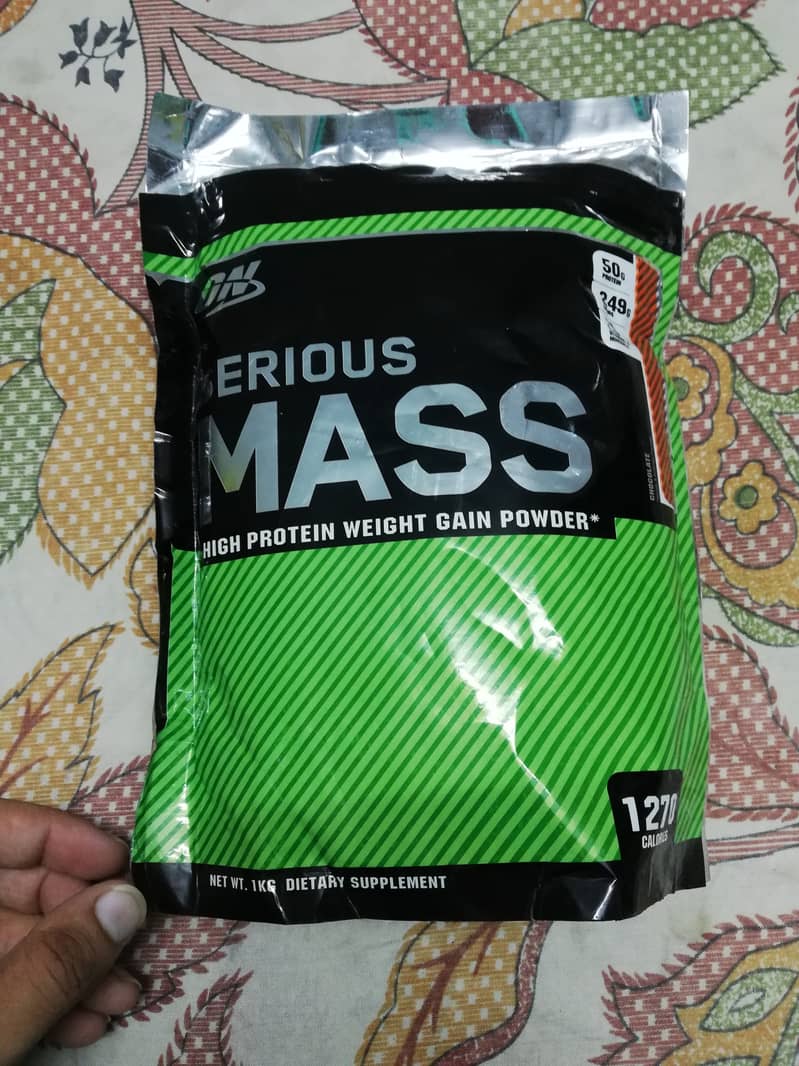 ON
ERIOUS
MASS
HIGH PROTEIN WEIGHT GAIN POWDER*
50G
PROTEIN
249G
CHOCOLATE
1270
CALORIES
NET WT. 1KG DIETARY SUPPLEMENT